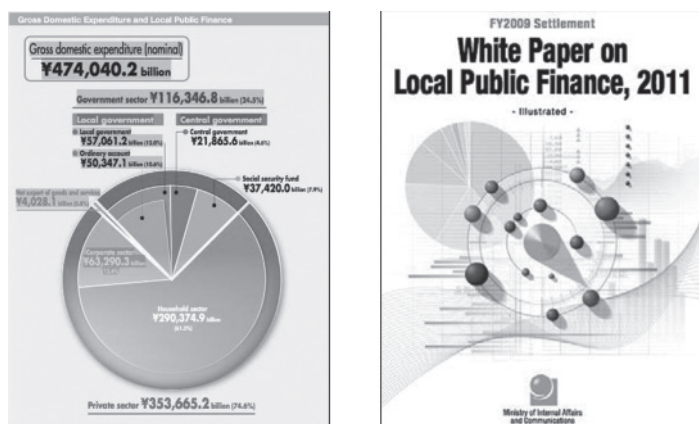 Gross Domestic Expenditure and Local Public Finance
Gross domestic expenditure (nominal)
¥474,040.2 billion
Government sector ¥116,346.8 billion (24.5%)
Local government
Central government
Local government
¥57,061.2 billion (12.0%)
Ordinary account
¥50,347.1 billion (10.6%)
Central government
¥21,865.6 billion (4.6%)
Social security fund
¥37,420.0 billion (7.9%)
Net export of goods and services
¥4,028.1 billion
Corporate sector
¥63,290.3 billion
Household sector
¥290,374.9 billion
Private sector ¥353,665.2 billion (74.6%)
FY2009 Settlement
White Paper on
Local Public Finance, 2011
- Illustrated -
Ministry of Internal Affairs
and Communications